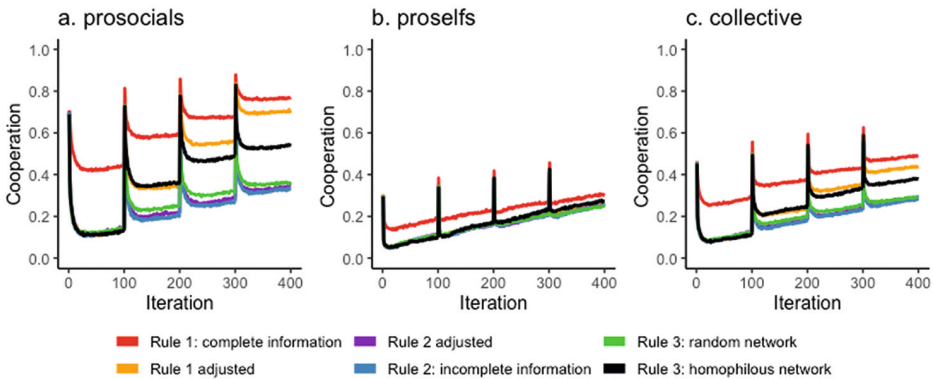 a. prosocials
b. proselfs
c. collective
1.0
0.8
0.6
0.4
0.2
0.0
Cooperation
0 100 200 300 400
Iteration
1.0
0.8
0.6
0.4
0.2
0.0
Cooperation
0 100 200 300 400
Iteration
1.0
0.8
0.6
0.4
0.2
0.0
Cooperation
0 100 200 300 400
Iteration
Rule 1: complete information
Rule 2 adjusted
Rule 3: random network
Rule 1 adjusted
Rule 2: incomplete information
Rule 3: homophilous network